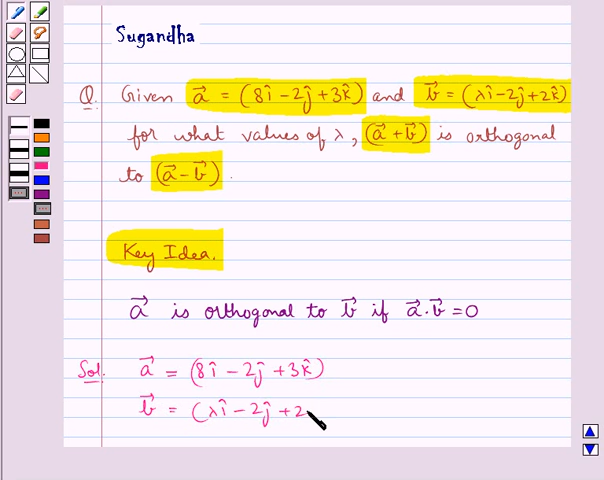 Sugandha
Q. Given a⃗ = (8î − 2ĵ + 3k̂) and b⃗ = (λî − 2ĵ + 2k̂)
for what values of λ, (a⃗ + b⃗) is orthogonal
to (a⃗ − b⃗).
Key Idea.
a⃗ is orthogonal to b⃗ if a⃗ . b⃗ = 0
Sol. a⃗ = (8î − 2ĵ + 3k̂)
b⃗ = (λî − 2ĵ + 2